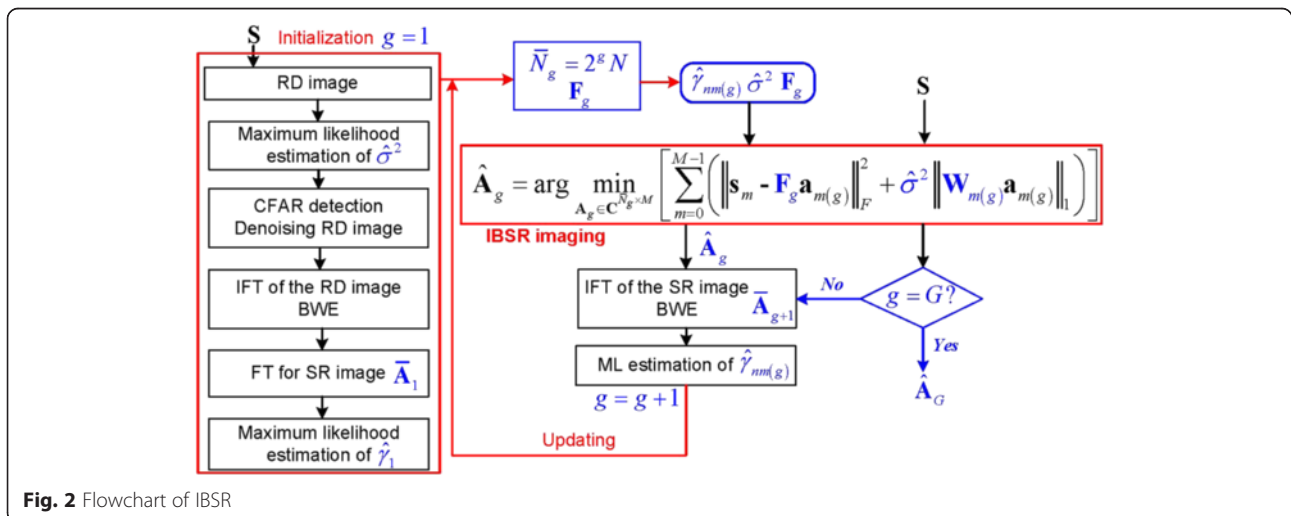 S
Initialization g = 1
RD image
Maximum likelihood
estimation of σ̂²
CFAR detection
Denoising RD image
IFT of the RD image
BWE
FT for SR image Ā₁
Maximum likelihood
estimation of γ̂₁
N̄_g = 2^g N
F_g
γ̂_nm(g) σ̂² F_g
S
Â_g = arg min_{A_g ∈ C^{N̄_g × M}} [ ∑_{m=0}^{M-1} ( ‖s_m - F_g a_m(g)‖²_F + σ̂² ‖W_m(g) a_m(g)‖₁ ) ]
IBSR imaging
Â_g
IFT of the SR image
BWE Ā_{g+1}
No
g = G?
Yes
Â_G
ML estimation of γ̂_nm(g)
g = g + 1
Updating
Fig. 2 Flowchart of IBSR